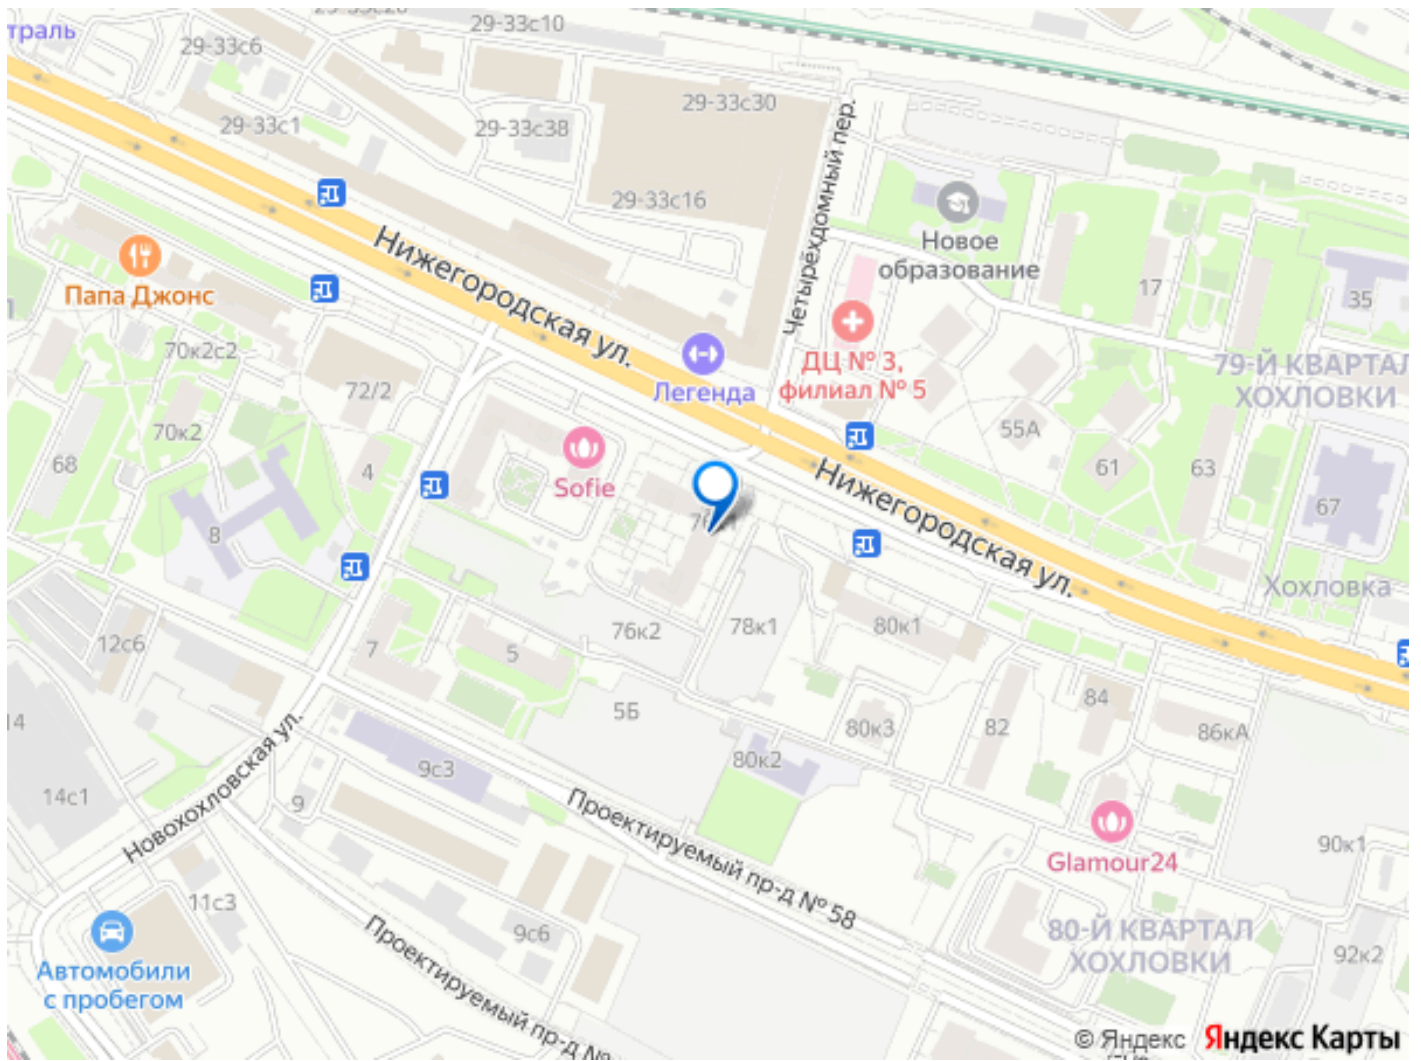 траль
29-33с6
29-33с10
29-33с1
29-33с38
29-33с30
29-33с16
Четырёхдомный пер.
Новое
образование
17
35
Папа Джонс
Нижегородская ул.
70к2с2
72/2
Легенда
ДЦ № 3,
филиал № 5
79-Й КВАРТАЛ
ХОХЛОВКИ
70к2
68
4
8
Sofie
55А
61
63
67
Нижегородская ул.
Хохловка
12с6
7
5
76к2
78к1
80к1
5Б
80к3
82
84
86кА
14
14с1
9с3
80к2
9
Новохохловская ул.
Проектируемый пр-д № 58
Glamour24
90к1
11с3
9с6
80-Й КВАРТАЛ
ХОХЛОВКИ
92к2
Автомобили
с пробегом
Проектируемый пр-д №
© Яндекс Яндекс Карты